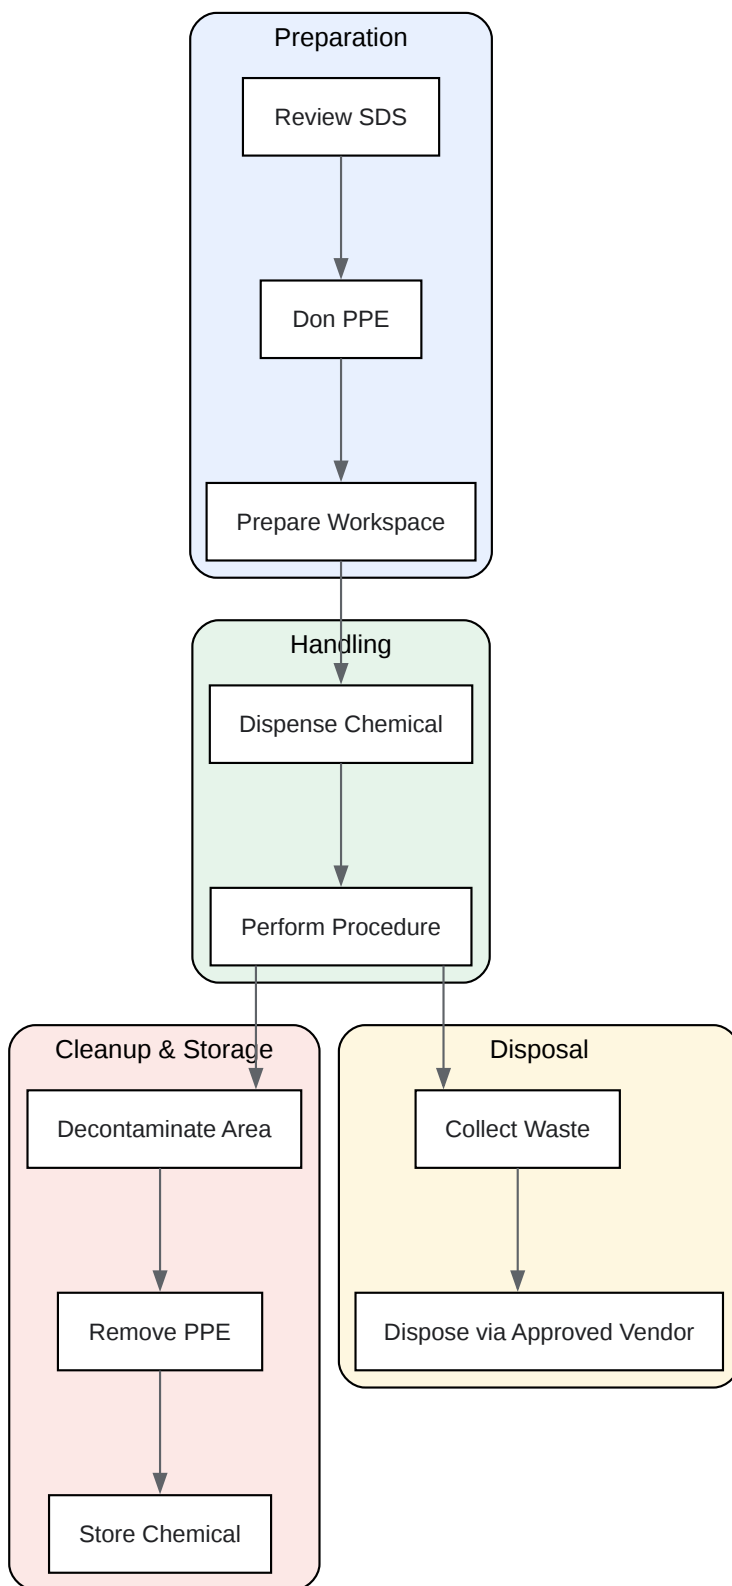 Preparation
Review SDS
Don PPE
Prepare Workspace
Handling
Dispense Chemical
Perform Procedure
Cleanup & Storage
Decontaminate Area
Remove PPE
Store Chemical
Disposal
Collect Waste
Dispose via Approved Vendor